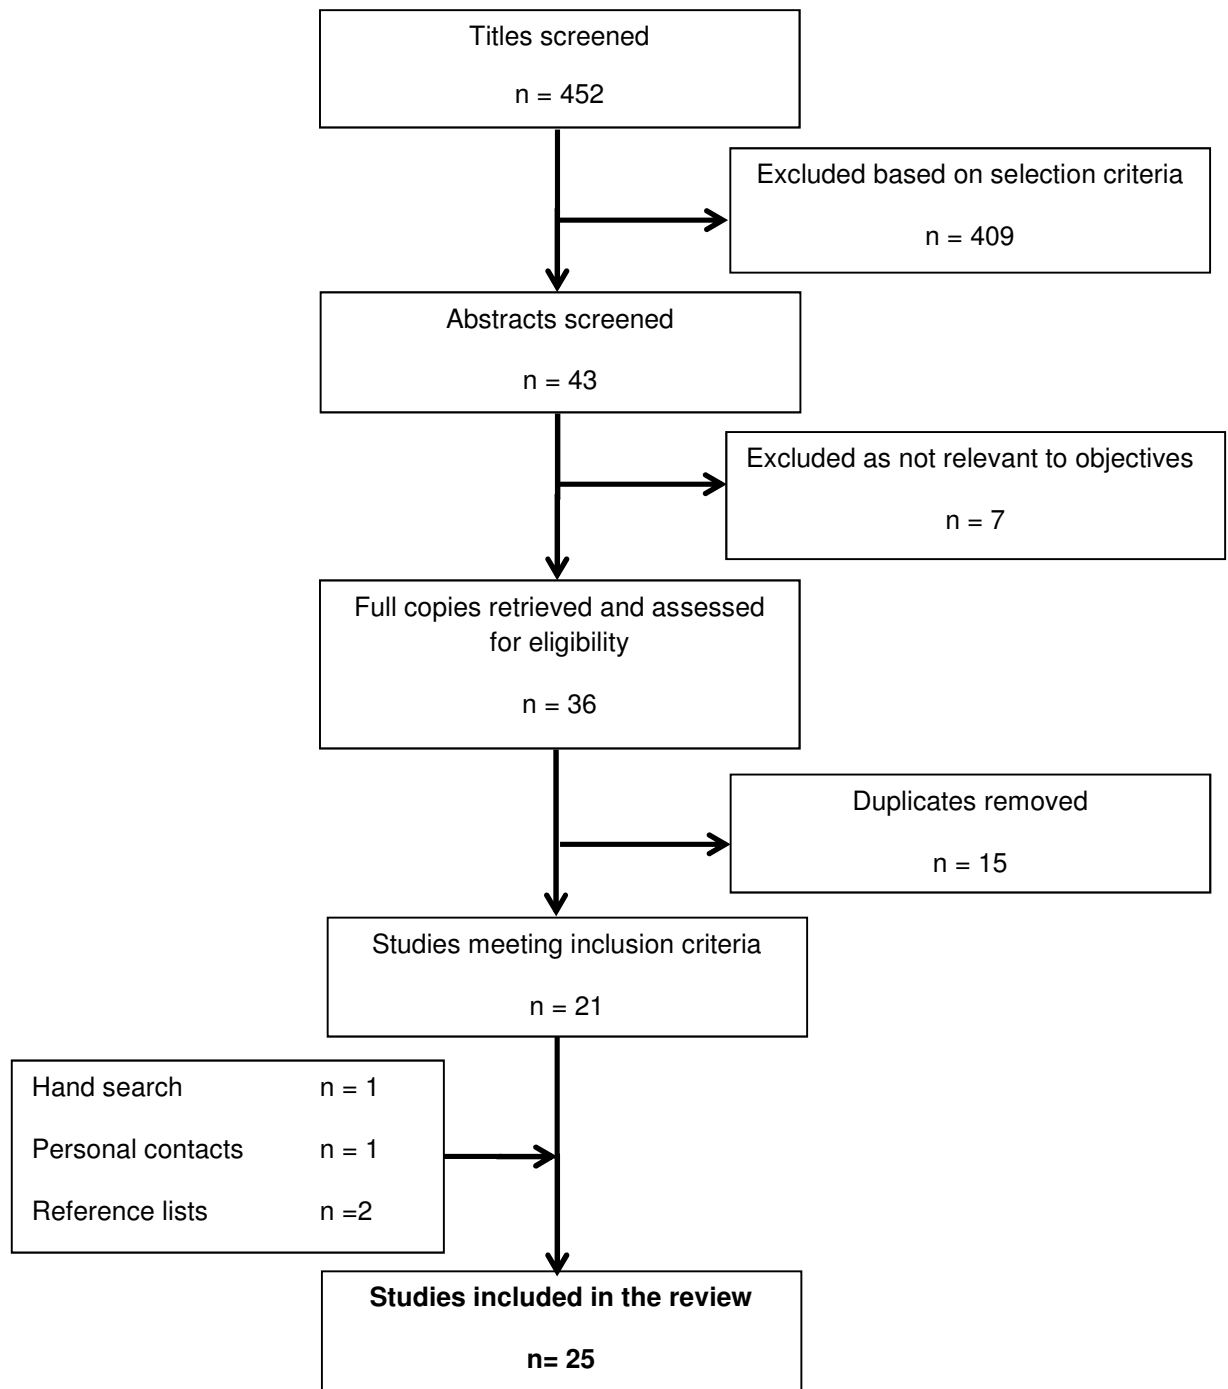 Titles screened
n = 452
Excluded based on selection criteria
n = 409
Abstracts screened
n = 43
Excluded as not relevant to objectives
n = 7
Full copies retrieved and assessed
for eligibility
n = 36
Duplicates removed
n = 15
Studies meeting inclusion criteria
n = 21
Hand search n = 1
Personal contacts n = 1
Reference lists n =2
Studies included in the review
n= 25